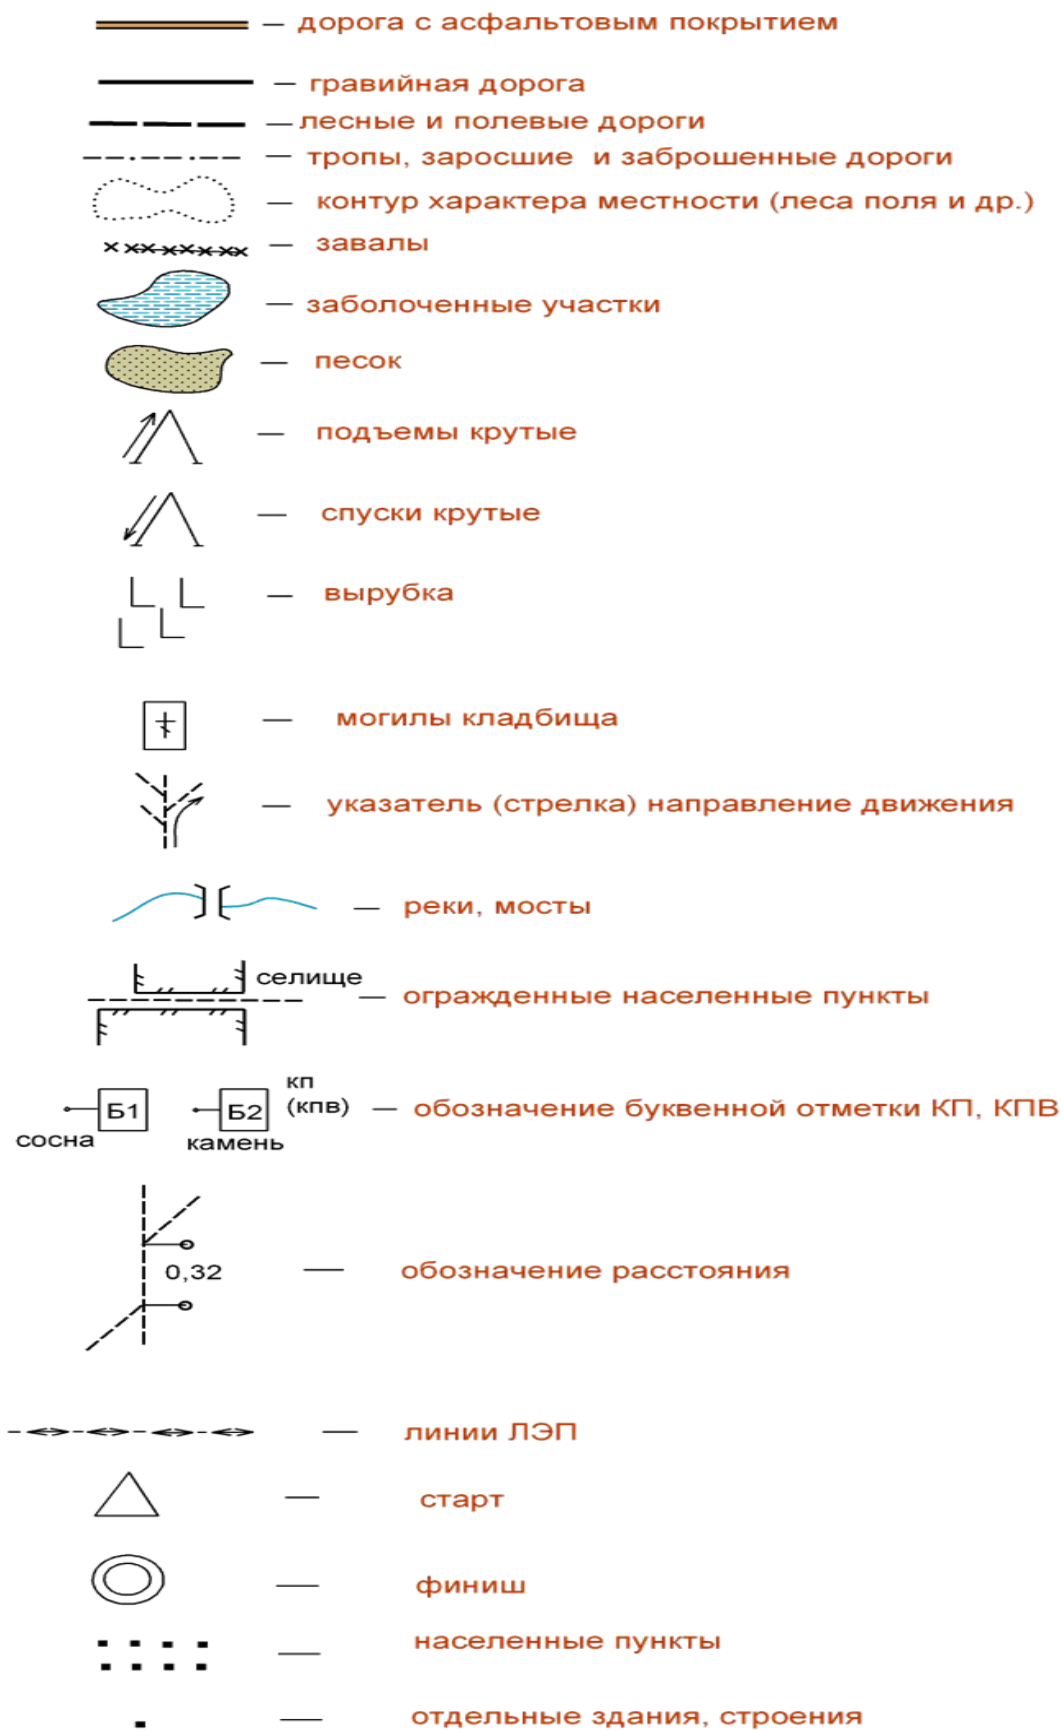 — дорога с асфальтовым покрытием
— гравийная дорога
— лесные и полевые дороги
— тропы, заросшие и заброшенные дороги
— контур характера местности (леса поля и др.)
— завалы
— заболоченные участки
— песок
— подъемы крутые
— спуски крутые
— вырубка
— могилы кладбища
— указатель (стрелка) направление движения
— реки, мосты
селище
— огражденные населенные пункты
Б1
сосна
Б2
камень
кп
(кпв)
— обозначение буквенной отметки КП, КПВ
0,32
— обозначение расстояния
— линии ЛЭП
— старт
— финиш
— населенные пункты
— отдельные здания, строения